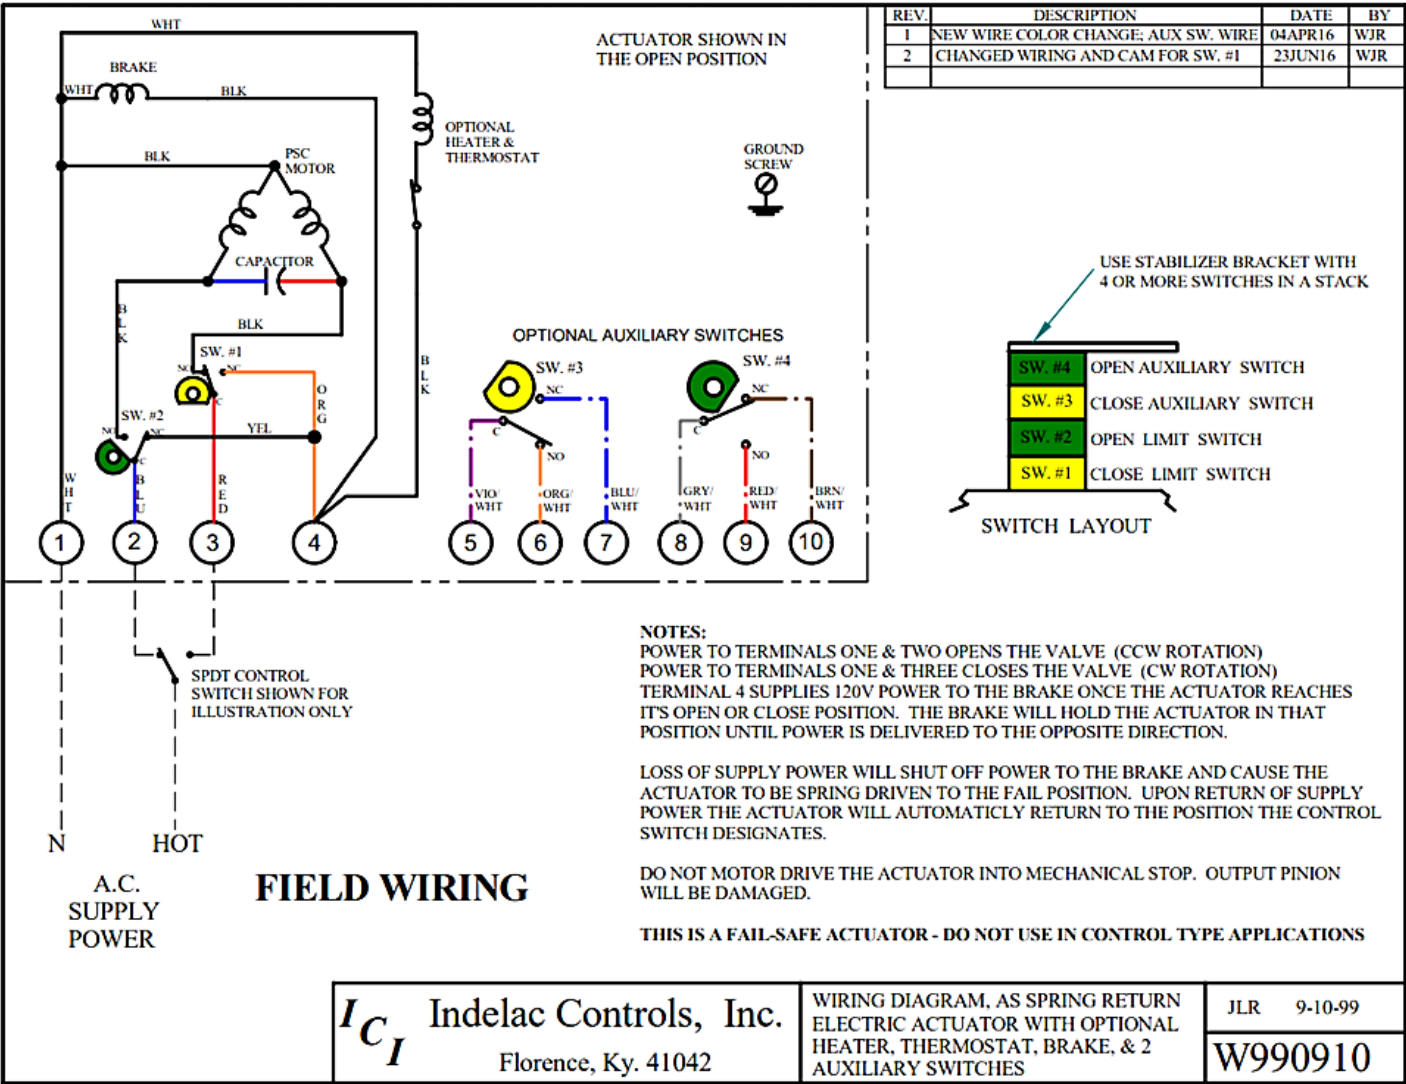 WHT
BRAKE
WHT
BLK
BLK
PSC
MOTOR
OPTIONAL
HEATER &
THERMOSTAT
CAPACITOR
BLK
BLK
BLK
SW. #1
NO
NC
C
ORG
SW. #2
NO
NC
C
YEL
WHT
BLU
RED
1
2
3
4
ACTUATOR SHOWN IN
THE OPEN POSITION
GROUND
SCREW
OPTIONAL AUXILIARY SWITCHES
SW. #3
NC
C
NO
SW. #4
NC
C
NO
VIO/
WHT
ORG/
WHT
BLU/
WHT
GRY/
WHT
RED/
WHT
BRN/
WHT
5
6
7
8
9
10
REV. DESCRIPTION DATE BY
1 NEW WIRE COLOR CHANGE; AUX SW. WIRE 04APR16 WJR
2 CHANGED WIRING AND CAM FOR SW. #1 23JUN16 WJR
USE STABILIZER BRACKET WITH
4 OR MORE SWITCHES IN A STACK
SW. #4 OPEN AUXILIARY SWITCH
SW. #3 CLOSE AUXILIARY SWITCH
SW. #2 OPEN LIMIT SWITCH
SW. #1 CLOSE LIMIT SWITCH
SWITCH LAYOUT
SPDT CONTROL
SWITCH SHOWN FOR
ILLUSTRATION ONLY
N
HOT
A.C.
SUPPLY
POWER
FIELD WIRING
NOTES:
POWER TO TERMINALS ONE & TWO OPENS THE VALVE (CCW ROTATION)
POWER TO TERMINALS ONE & THREE CLOSES THE VALVE (CW ROTATION)
TERMINAL 4 SUPPLIES 120V POWER TO THE BRAKE ONCE THE ACTUATOR REACHES
IT'S OPEN OR CLOSE POSITION. THE BRAKE WILL HOLD THE ACTUATOR IN THAT
POSITION UNTIL POWER IS DELIVERED TO THE OPPOSITE DIRECTION.
LOSS OF SUPPLY POWER WILL SHUT OFF POWER TO THE BRAKE AND CAUSE THE
ACTUATOR TO BE SPRING DRIVEN TO THE FAIL POSITION. UPON RETURN OF SUPPLY
POWER THE ACTUATOR WILL AUTOMATICLY RETURN TO THE POSITION THE CONTROL
SWITCH DESIGNATES.
DO NOT MOTOR DRIVE THE ACTUATOR INTO MECHANICAL STOP. OUTPUT PINION
WILL BE DAMAGED.
THIS IS A FAIL-SAFE ACTUATOR - DO NOT USE IN CONTROL TYPE APPLICATIONS
ICI Indelac Controls, Inc.
Florence, Ky. 41042
WIRING DIAGRAM, AS SPRING RETURN
ELECTRIC ACTUATOR WITH OPTIONAL
HEATER, THERMOSTAT, BRAKE, & 2
AUXILIARY SWITCHES
JLR 9-10-99
W990910